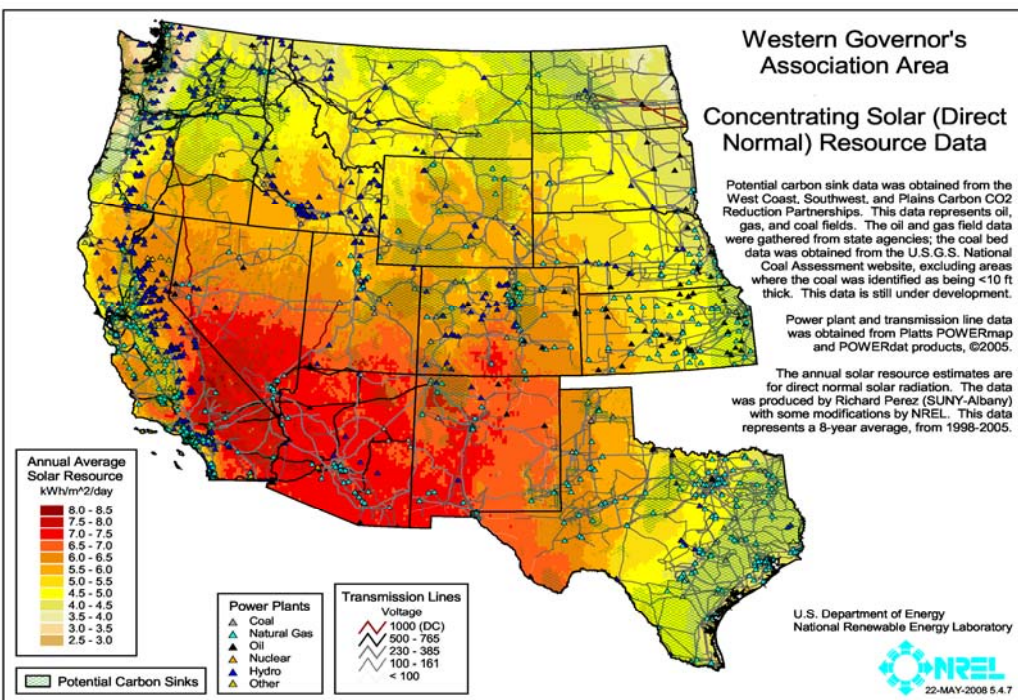 Western Governor's
Association Area
Concentrating Solar (Direct
Normal) Resource Data
Potential carbon sink data was obtained from the
West Coast, Southwest, and Plains Carbon CO2
Reduction Partnerships. This data represents oil,
gas, and coal fields. The oil and gas field data
were gathered from state agencies; the coal bed
data was obtained from the U.S.G.S. National
Coal Assessment website, excluding areas
where the coal was identified as being <10 ft
thick. This data is still under development.
Power plant and transmission line data
was obtained from Platts POWERmap
and POWERdat products, ©2005.
The annual solar resource estimates are
for direct normal solar radiation. The data
was produced by Richard Perez (SUNY-Albany)
with some modifications by NREL. This data
represents a 8-year average, from 1998-2005.
Annual Average
Solar Resource
kWh/m^2/day
8.0 - 8.5
7.5 - 8.0
7.0 - 7.5
6.5 - 7.0
6.0 - 6.5
5.5 - 6.0
5.0 - 5.5
4.5 - 5.0
4.0 - 4.5
3.5 - 4.0
3.0 - 3.5
2.5 - 3.0
Potential Carbon Sinks
Power Plants
Coal
Natural Gas
Oil
Nuclear
Hydro
Other
Transmission Lines
Voltage
1000 (DC)
500 - 765
230 - 385
100 - 161
< 100
U.S. Department of Energy
National Renewable Energy Laboratory
NREL
22-MAY-2008 5.4.7